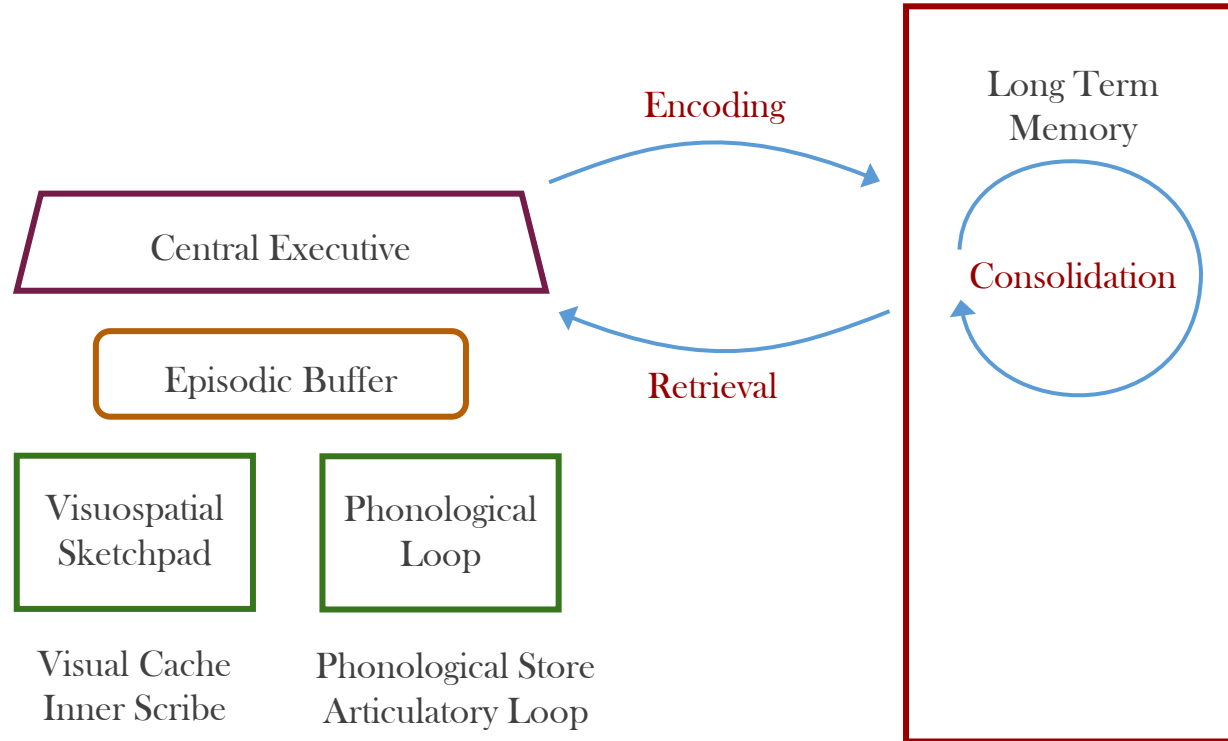 Encoding
Long Term
Memory
Central Executive
Consolidation
Episodic Buffer
Retrieval
Visuospatial
Sketchpad
Phonological
Loop
Visual Cache
Inner Scribe
Phonological Store
Articulatory Loop